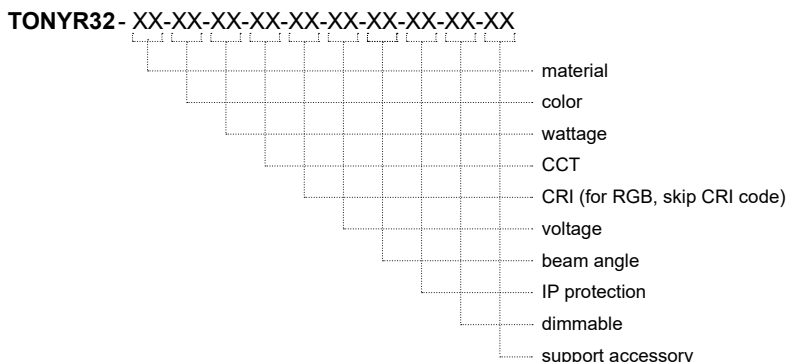 TONYR32- XX-XX-XX-XX-XX-XX-XX-XX-XX-XX
material
color
wattage
CCT
CRI (for RGB, skip CRI code)
voltage
beam angle
IP protection
dimmable
support accessory